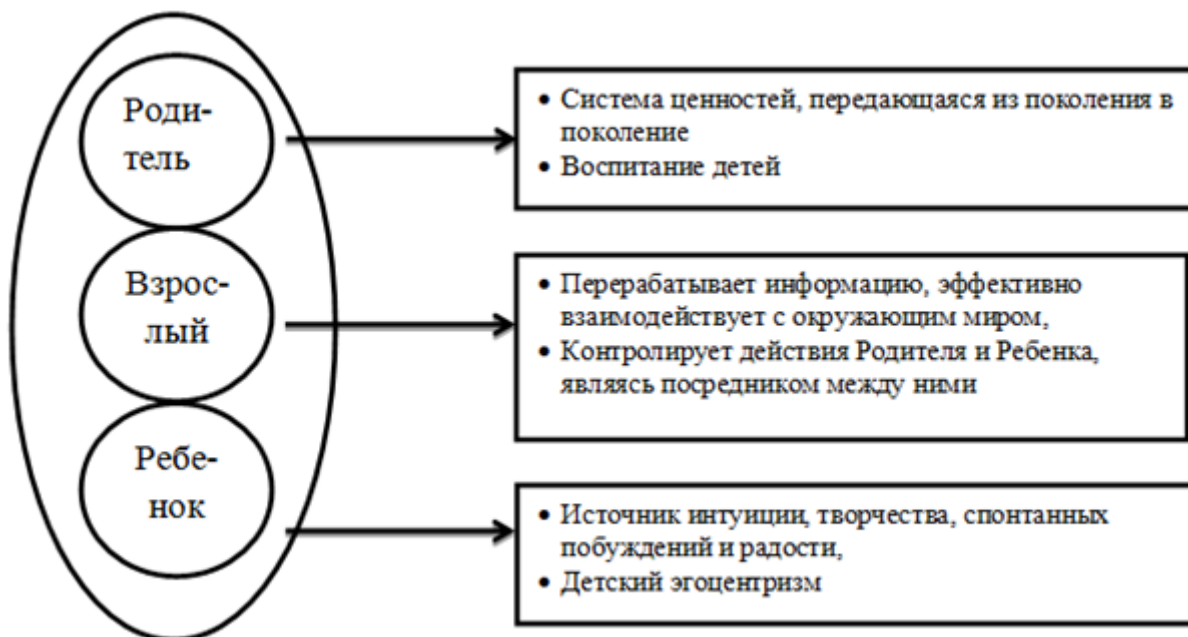 Роди-
тель
• Система ценностей, передающаяся из поколения в
поколение
• Воспитание детей
Взрос-
лый
• Перерабатывает информацию, эффективно
взаимодействует с окружающим миром,
• Контролирует действия Родителя и Ребенка,
являясь посредником между ними
Ребе-
нок
• Источник интуиции, творчества, спонтанных
побуждений и радости,
• Детский эгоцентризм